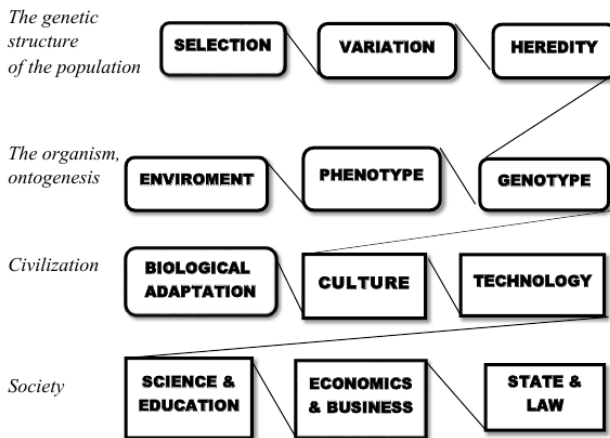 The genetic
structure
of the population
SELECTION
VARIATION
HEREDITY
The organism,
ontogenesis
ENVIROMENT
PHENOTYPE
GENOTYPE
Civilization
BIOLOGICAL
ADAPTATION
CULTURE
TECHNOLOGY
Society
SCIENCE &
EDUCATION
ECONOMICS
& BUSINESS
STATE &
LAW